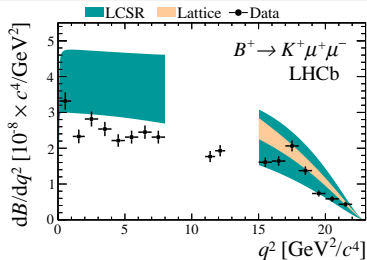 LCSR Lattice Data
B⁺ → K⁺μ⁺μ⁻
LHCb
dB/dq² [10⁻⁸ × c⁴/GeV²]
5
4
3
2
1
0
0 5 10 15 20
q² [GeV²/c⁴]